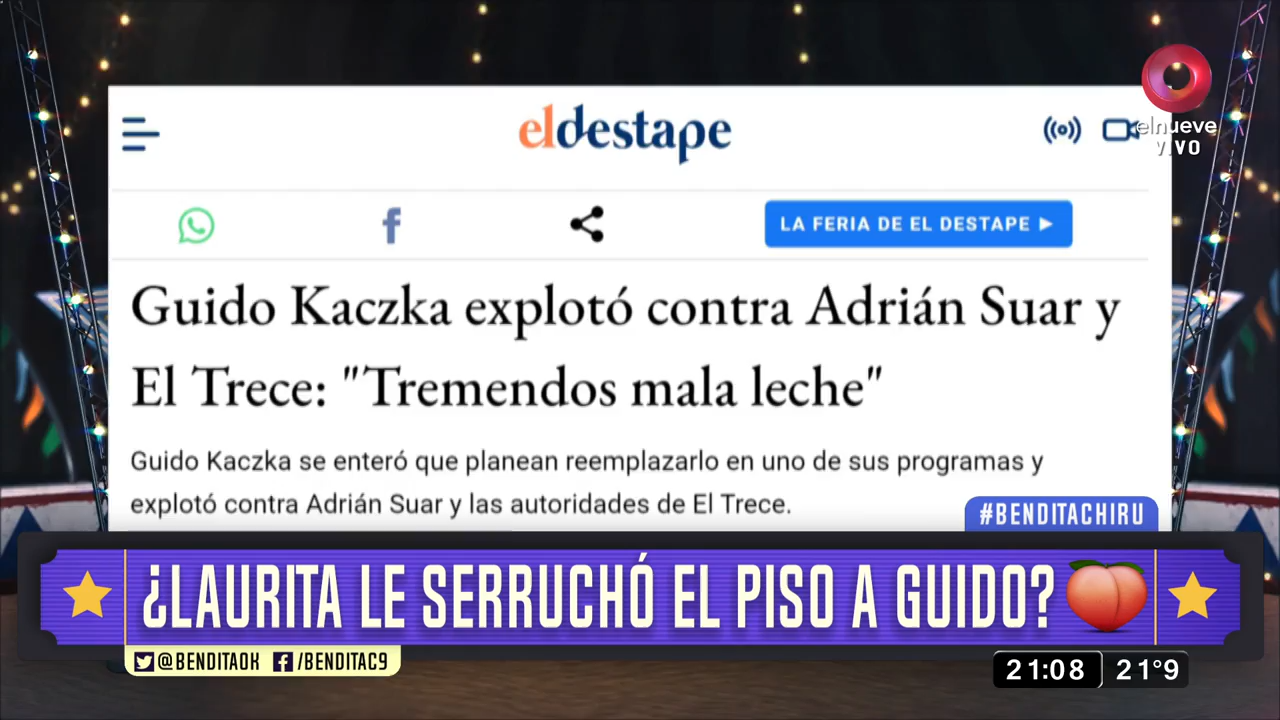 eldestape
elnueve
VIVO
LA FERIA DE EL DESTAPE ►
Guido Kaczka explotó contra Adrián Suar y
El Trece: "Tremendos mala leche"
Guido Kaczka se enteró que planean reemplazarlo en uno de sus programas y
explotó contra Adrián Suar y las autoridades de El Trece.
#BENDITACHIRU
¿LAURITA LE SERRUCHÓ EL PISO A GUIDO?
@BENDITAOK /BENDITAC9
21:08 21°9